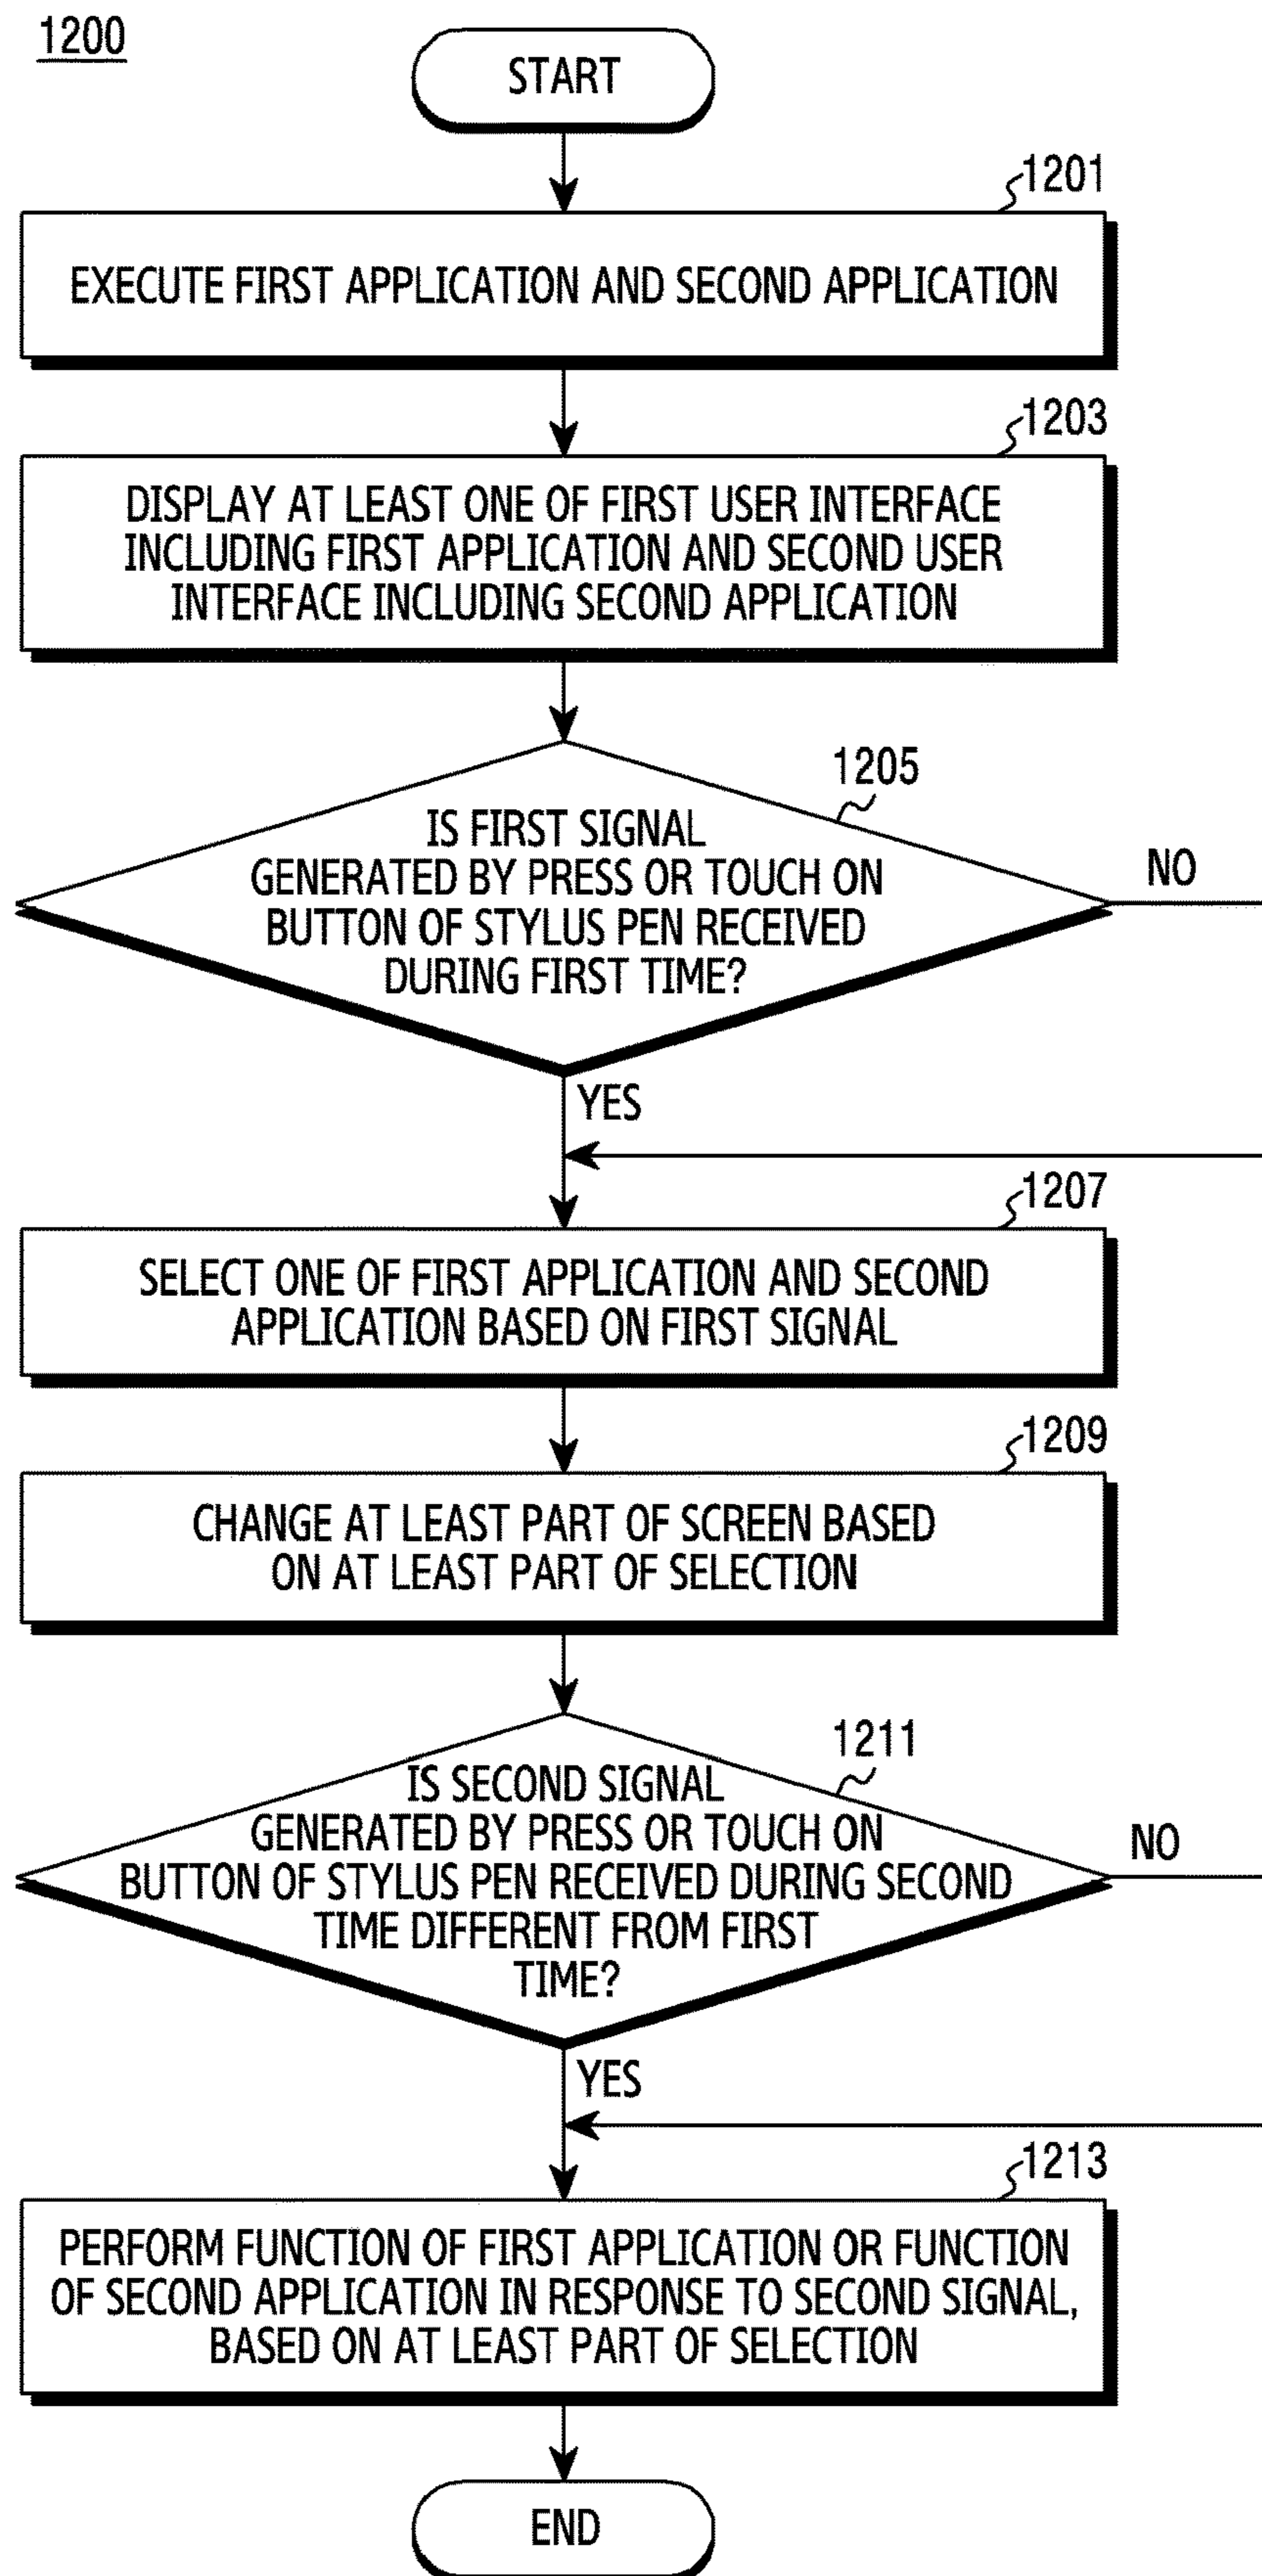 1200
START
1201
EXECUTE FIRST APPLICATION AND SECOND APPLICATION
1203
DISPLAY AT LEAST ONE OF FIRST USER INTERFACE
INCLUDING FIRST APPLICATION AND SECOND USER
INTERFACE INCLUDING SECOND APPLICATION
1205
IS FIRST SIGNAL
GENERATED BY PRESS OR TOUCH ON
BUTTON OF STYLUS PEN RECEIVED
DURING FIRST TIME?
NO
YES
1207
SELECT ONE OF FIRST APPLICATION AND SECOND
APPLICATION BASED ON FIRST SIGNAL
1209
CHANGE AT LEAST PART OF SCREEN BASED
ON AT LEAST PART OF SELECTION
1211
IS SECOND SIGNAL
GENERATED BY PRESS OR TOUCH ON
BUTTON OF STYLUS PEN RECEIVED DURING SECOND
TIME DIFFERENT FROM FIRST
TIME?
NO
YES
1213
PERFORM FUNCTION OF FIRST APPLICATION OR FUNCTION
OF SECOND APPLICATION IN RESPONSE TO SECOND SIGNAL,
BASED ON AT LEAST PART OF SELECTION
END